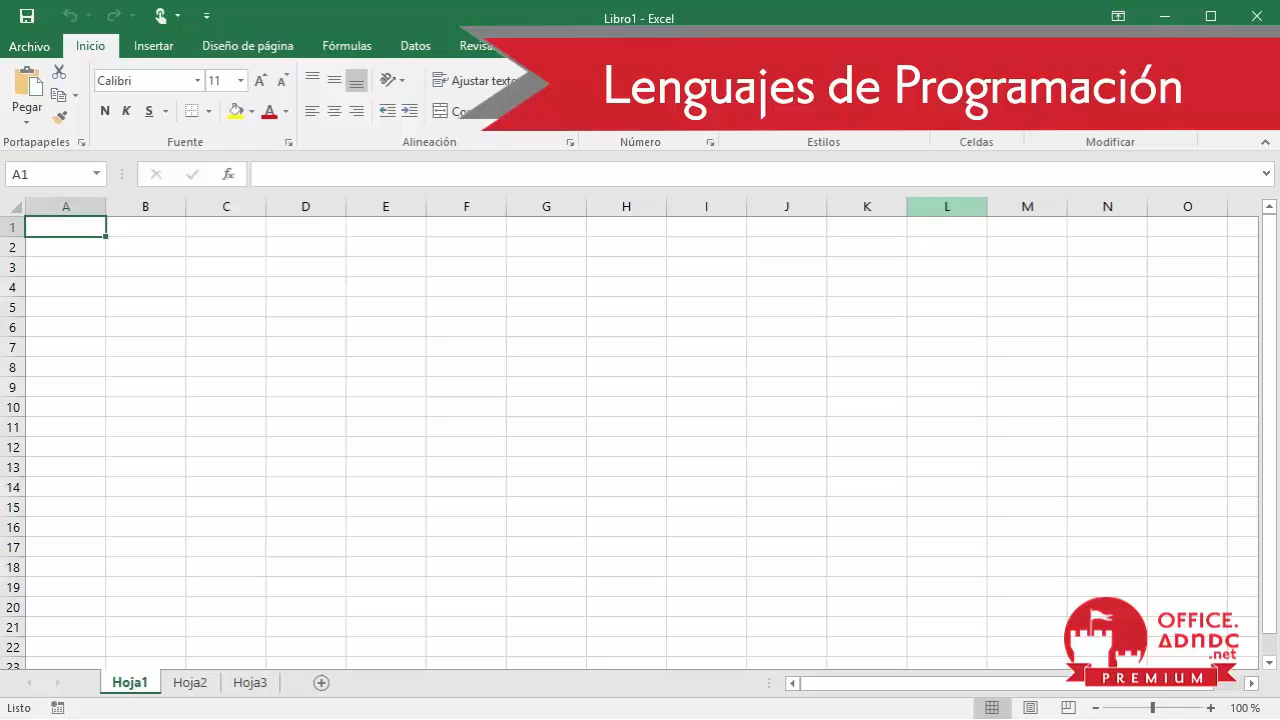 Libro1 - Excel
Archivo Inicio Insertar Diseño de página Fórmulas Datos
Lenguajes de Programación
Pegar
Calibri 11
Ajustar texto
N K S
Portapapeles Fuente Alineación Número Estilos Celdas Modificar
A1 fx
A B C D E F G H I J K L M N O
1
2
3
4
5
6
7
8
9
10
11
12
13
14
15
16
17
18
19
20
21
22
23
OFFICE.
ADNDC
.net
PREMIUM
Hoja1 Hoja2 Hoja3
Listo 100 %